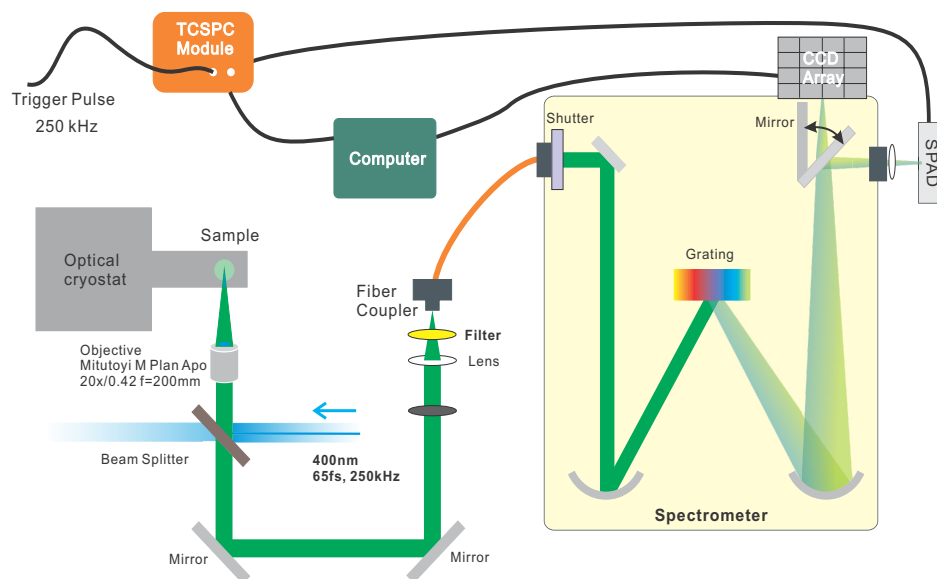 TCSPC
Module
Trigger Pulse
250 kHz
Computer
CCD
Array
Shutter
Mirror
SPAD
Sample
Optical
cryostat
Grating
Fiber
Coupler
Filter
Lens
Objective
Mitutoyi M Plan Apo
20x/0.42 f=200mm
Beam Splitter
400nm
65fs, 250kHz
Spectrometer
Mirror
Mirror